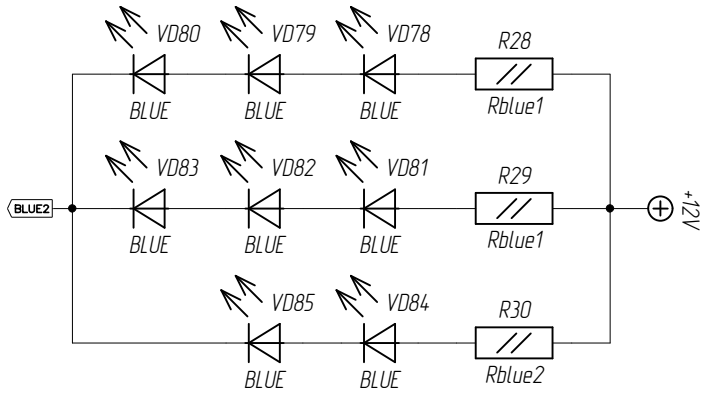 VD80 VD79 VD78 R28
BLUE BLUE BLUE Rblue1
VD83 VD82 VD81 R29
BLUE2 +12V
BLUE BLUE BLUE Rblue1
VD85 VD84 R30
BLUE BLUE Rblue2